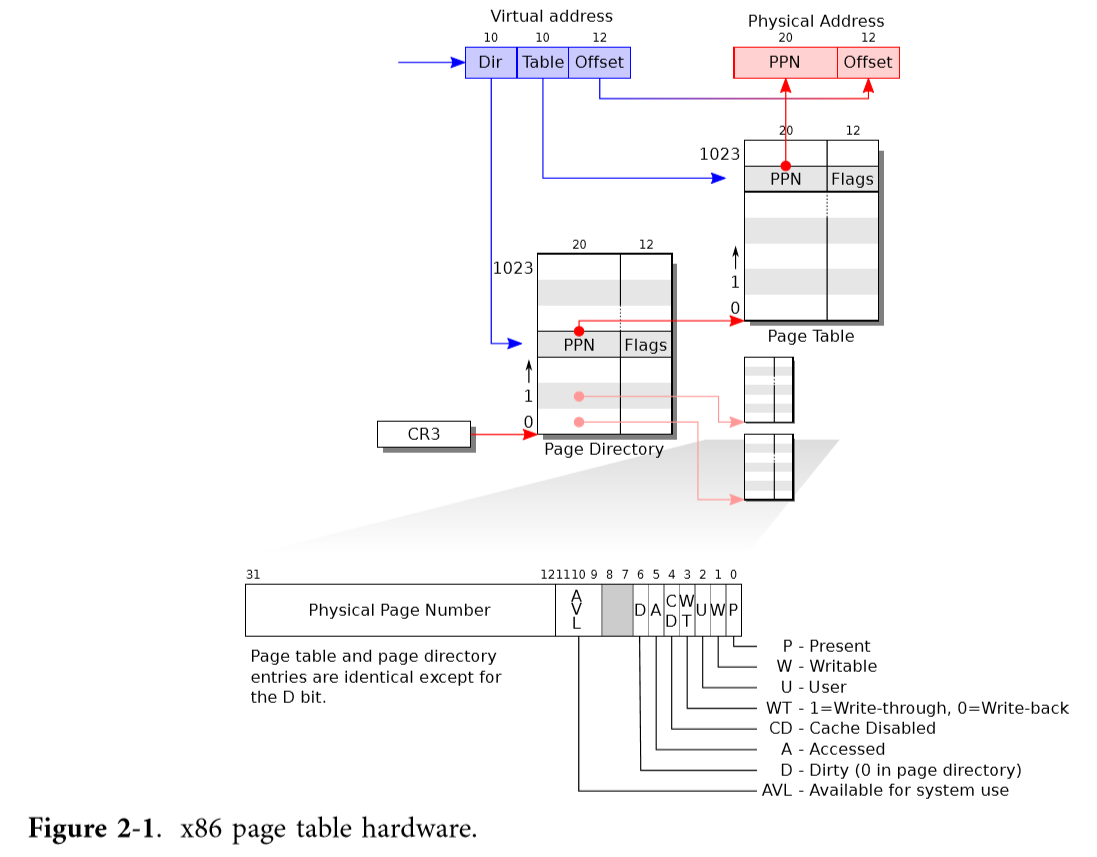 Virtual address
10 10 12
Dir Table Offset
Physical Address
20 12
PPN Offset
20 12
1023
PPN Flags
1
0
Page Table
20 12
1023
PPN Flags
1
0
CR3
Page Directory
31 12 11 10 9 8 7 6 5 4 3 2 1 0
Physical Page Number AVL D A CD WT U W P
Page table and page directory
entries are identical except for
the D bit.
P - Present
W - Writable
U - User
WT - 1=Write-through, 0=Write-back
CD - Cache Disabled
A - Accessed
D - Dirty (0 in page directory)
AVL - Available for system use
Figure 2-1. x86 page table hardware.